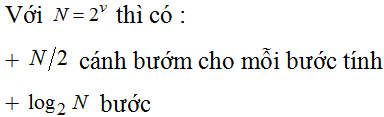 Với N = 2^ν thì có :
+ N/2 cánh bướm cho mỗi bước tính
+ log₂ N bước